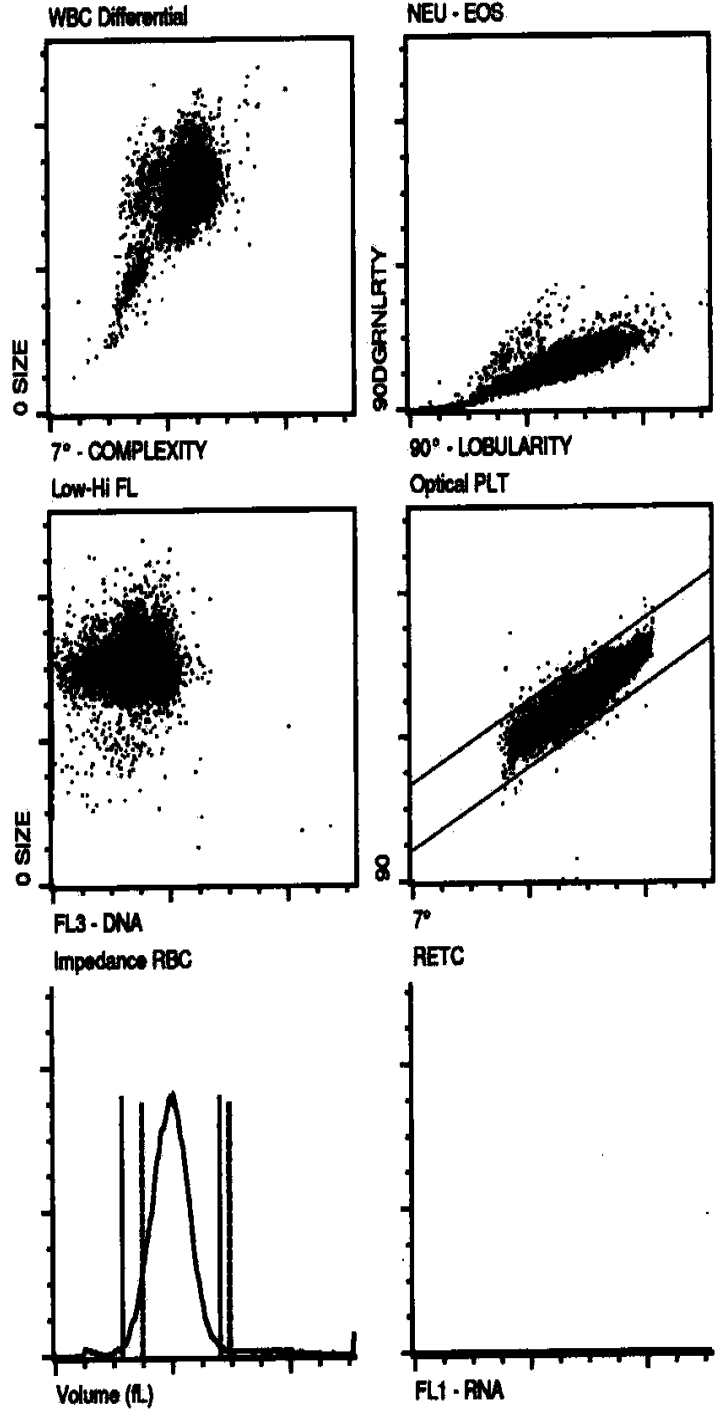 WBC Differential
NEU - EOS
0 SIZE
90DGRNLRTY
7° - COMPLEXITY
90° - LOBULARITY
Low-Hi FL
Optical PLT
0 SIZE
90
FL3 - DNA
7°
Impedance RBC
RETC
Volume (fL)
FL1 - RNA